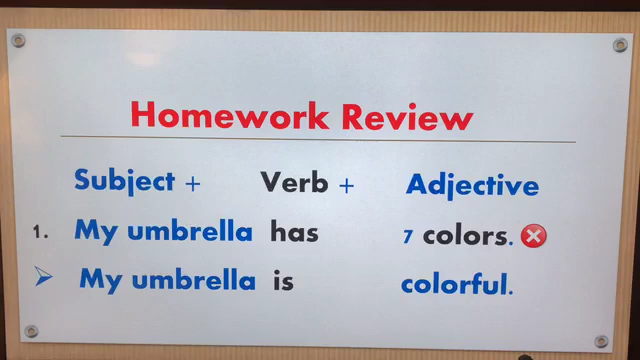 Homework Review
Subject + Verb + Adjective
1. My umbrella has 7 colors.
My umbrella is colorful.